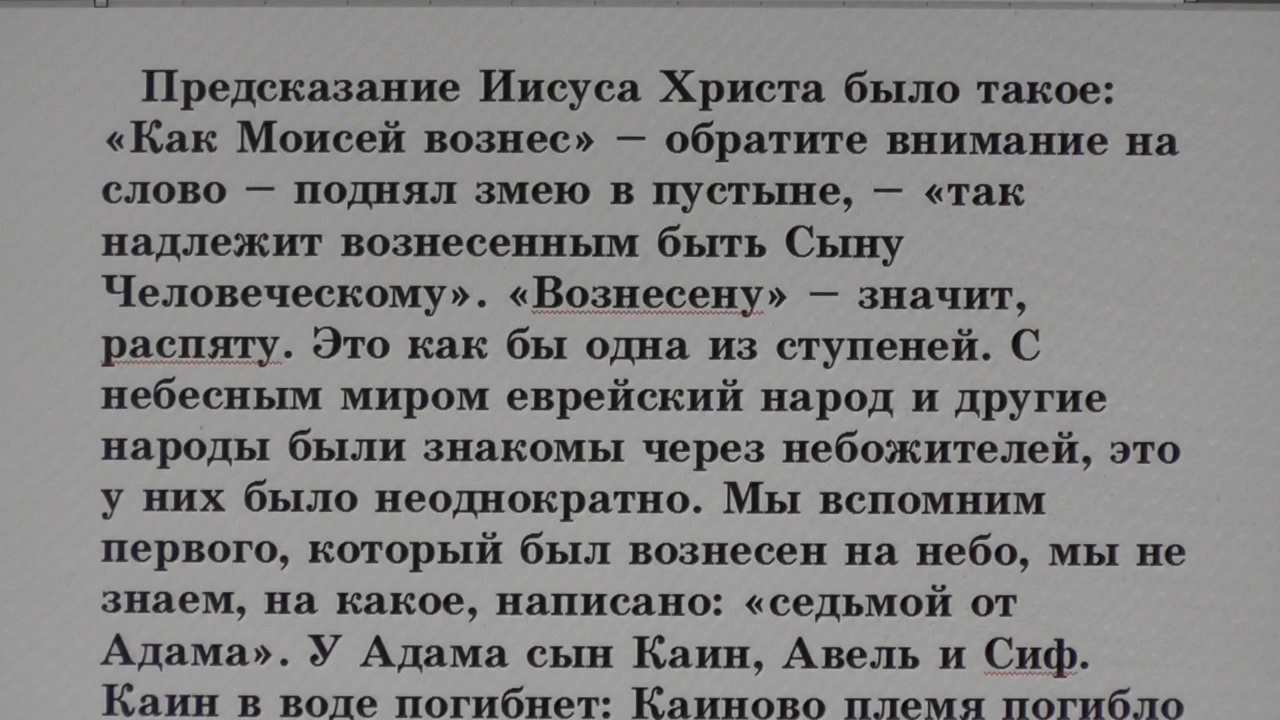 Предсказание Иисуса Христа было такое:
«Как Моисей вознес» – обратите внимание на
слово – поднял змею в пустыне, – «так
надлежит вознесенным быть Сыну
Человеческому». «Вознесену» – значит,
распяту. Это как бы одна из ступеней. С
небесным миром еврейский народ и другие
народы были знакомы через небожителей, это
у них было неоднократно. Мы вспомним
первого, который был вознесен на небо, мы не
знаем, на какое, написано: «седьмой от
Адама». У Адама сын Каин, Авель и Сиф.
Каин в воде погибнет: Каиново племя погибло